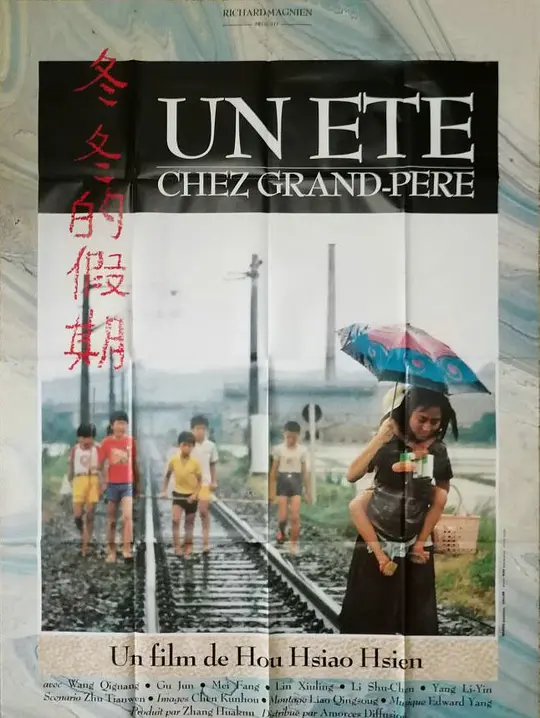 RICHARD MAGNIEN
PRÉSENTE
冬冬的假期
UN ETE
CHEZ GRAND-PERE
Un film de Hou Hsiao Hsien
avec Wang Qiguang • Gu Jun • Mei Fang • Lin Xiuling • Li Shu-Chen • Yang Li-Yin
Scenario Zhu Tianwen • Images Chen Kunhou • Montage Liao Qingsong • Musique Edward Yang
Produit par Zhang Hualenu Distribué par Amorces Diffusion